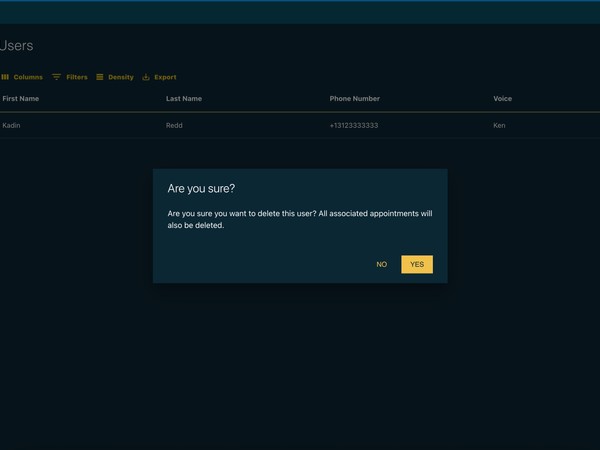 Users
Columns Filters Density Export
First Name Last Name Phone Number Voice
Kadin Redd +13123333333 Ken
Are you sure?
Are you sure you want to delete this user? All associated appointments will
also be deleted.
NO YES